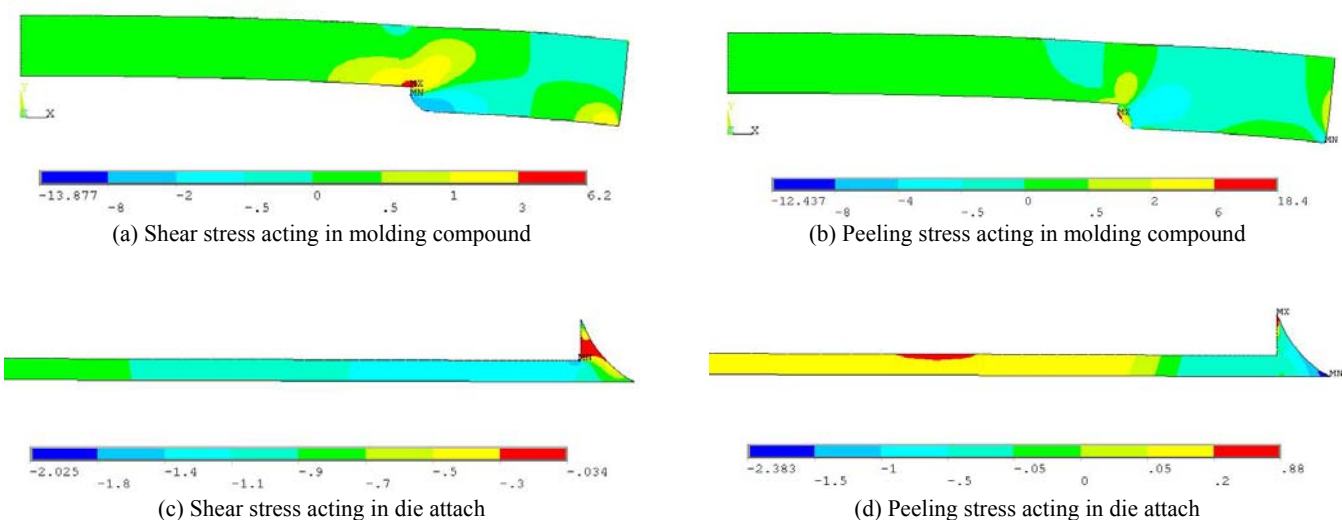 MX
MN
Y
X
-13.877 -2 0 1 6.2
-8 -.5 .5 3
(a) Shear stress acting in molding compound
MX
Y
X
MN
-12.437 -4 0 2 18.4
-8 -.5 .5 6
(b) Peeling stress acting in molding compound
MN
-2.025 -1.4 -.9 -.5 -.034
-1.8 -1.1 -.7 -.3
(c) Shear stress acting in die attach
MX
MN
-2.383 -1 -.05 .05 .88
-1.5 -.5 0 .2
(d) Peeling stress acting in die attach